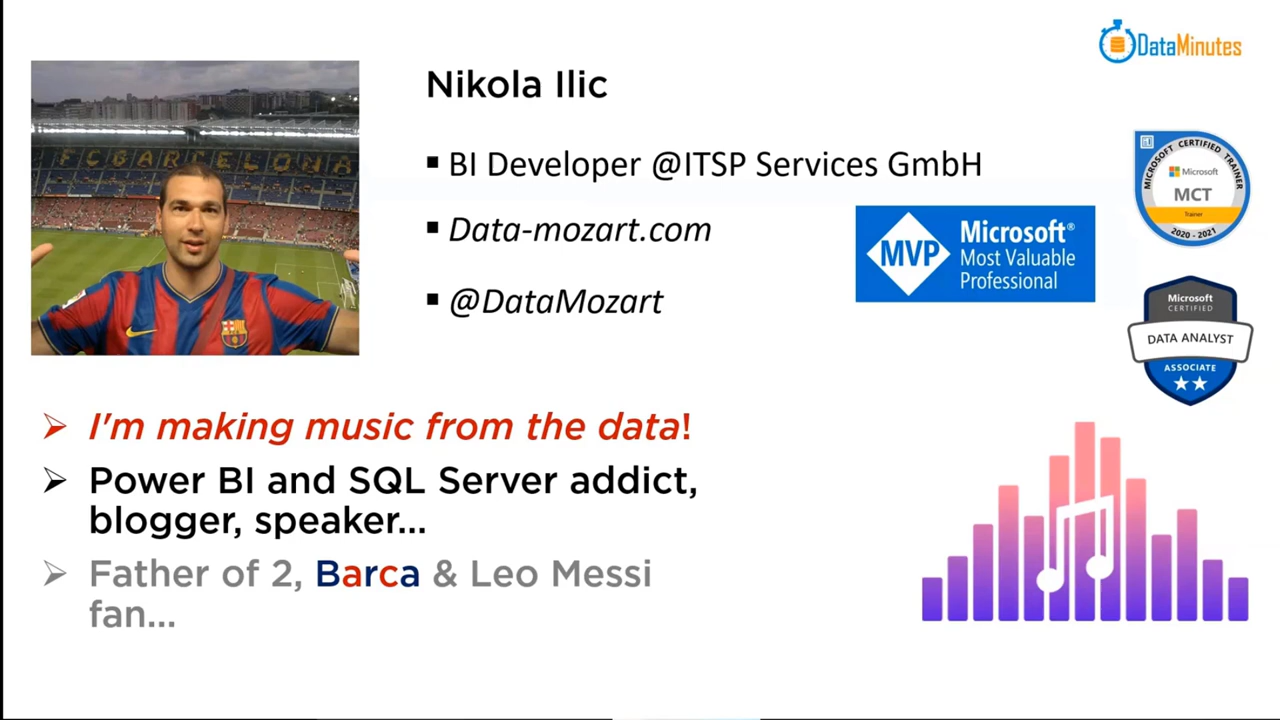 DataMinutes
Nikola Ilic
▪ BI Developer @ITSP Services GmbH
▪ Data-mozart.com
▪ @DataMozart
FC BARCELONA
MICROSOFT CERTIFIED TRAINER
Microsoft
MCT
Trainer
2020 - 2021
MVP
Microsoft®
Most Valuable
Professional
Microsoft
CERTIFIED
DATA ANALYST
ASSOCIATE
➢ I'm making music from the data!
➢ Power BI and SQL Server addict,
blogger, speaker...
➢ Father of 2, Barca & Leo Messi
fan...